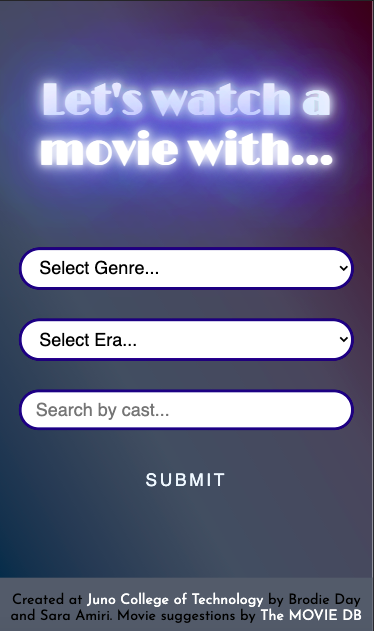 Let's watch a
movie with...
Select Genre...
Select Era...
Search by cast...
SUBMIT
Created at Juno College of Technology by Brodie Day
and Sara Amiri. Movie suggestions by The MOVIE DB